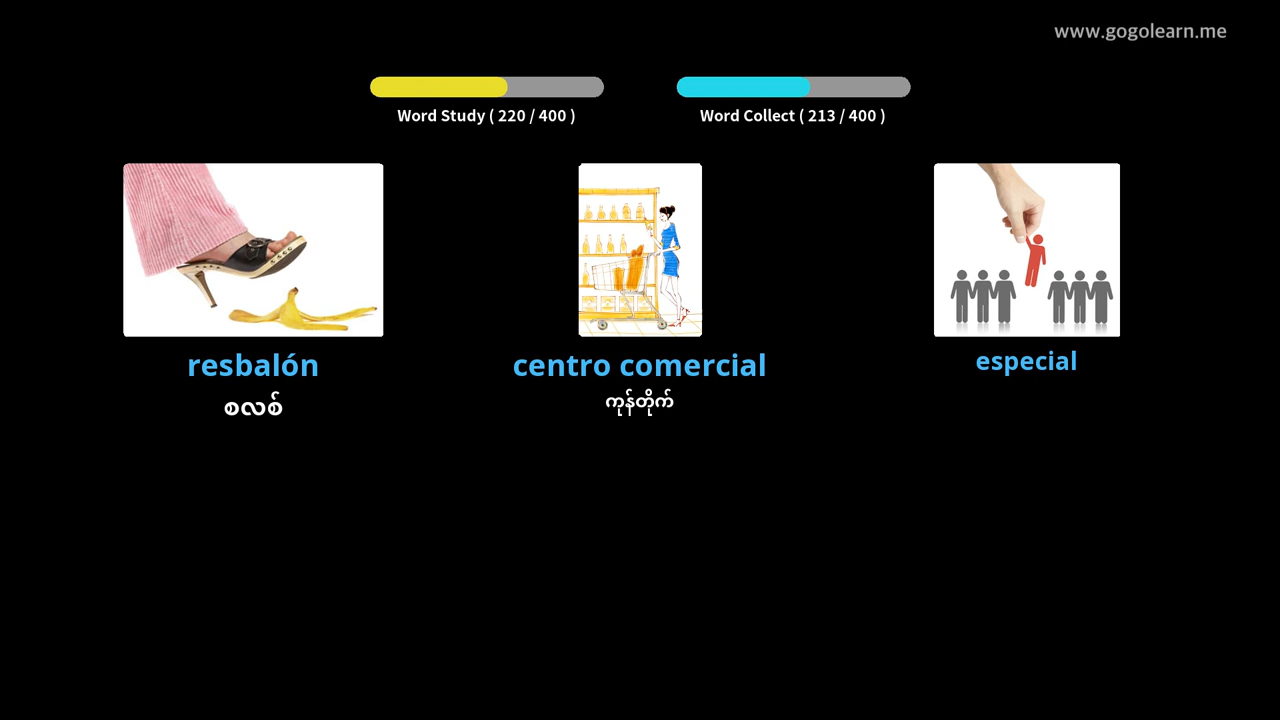 www.gogolearn.me
Word Study ( 220 / 400 )
Word Collect ( 213 / 400 )
resbalón
centro comercial
especial
စလစ်
ကုန်တိုက်